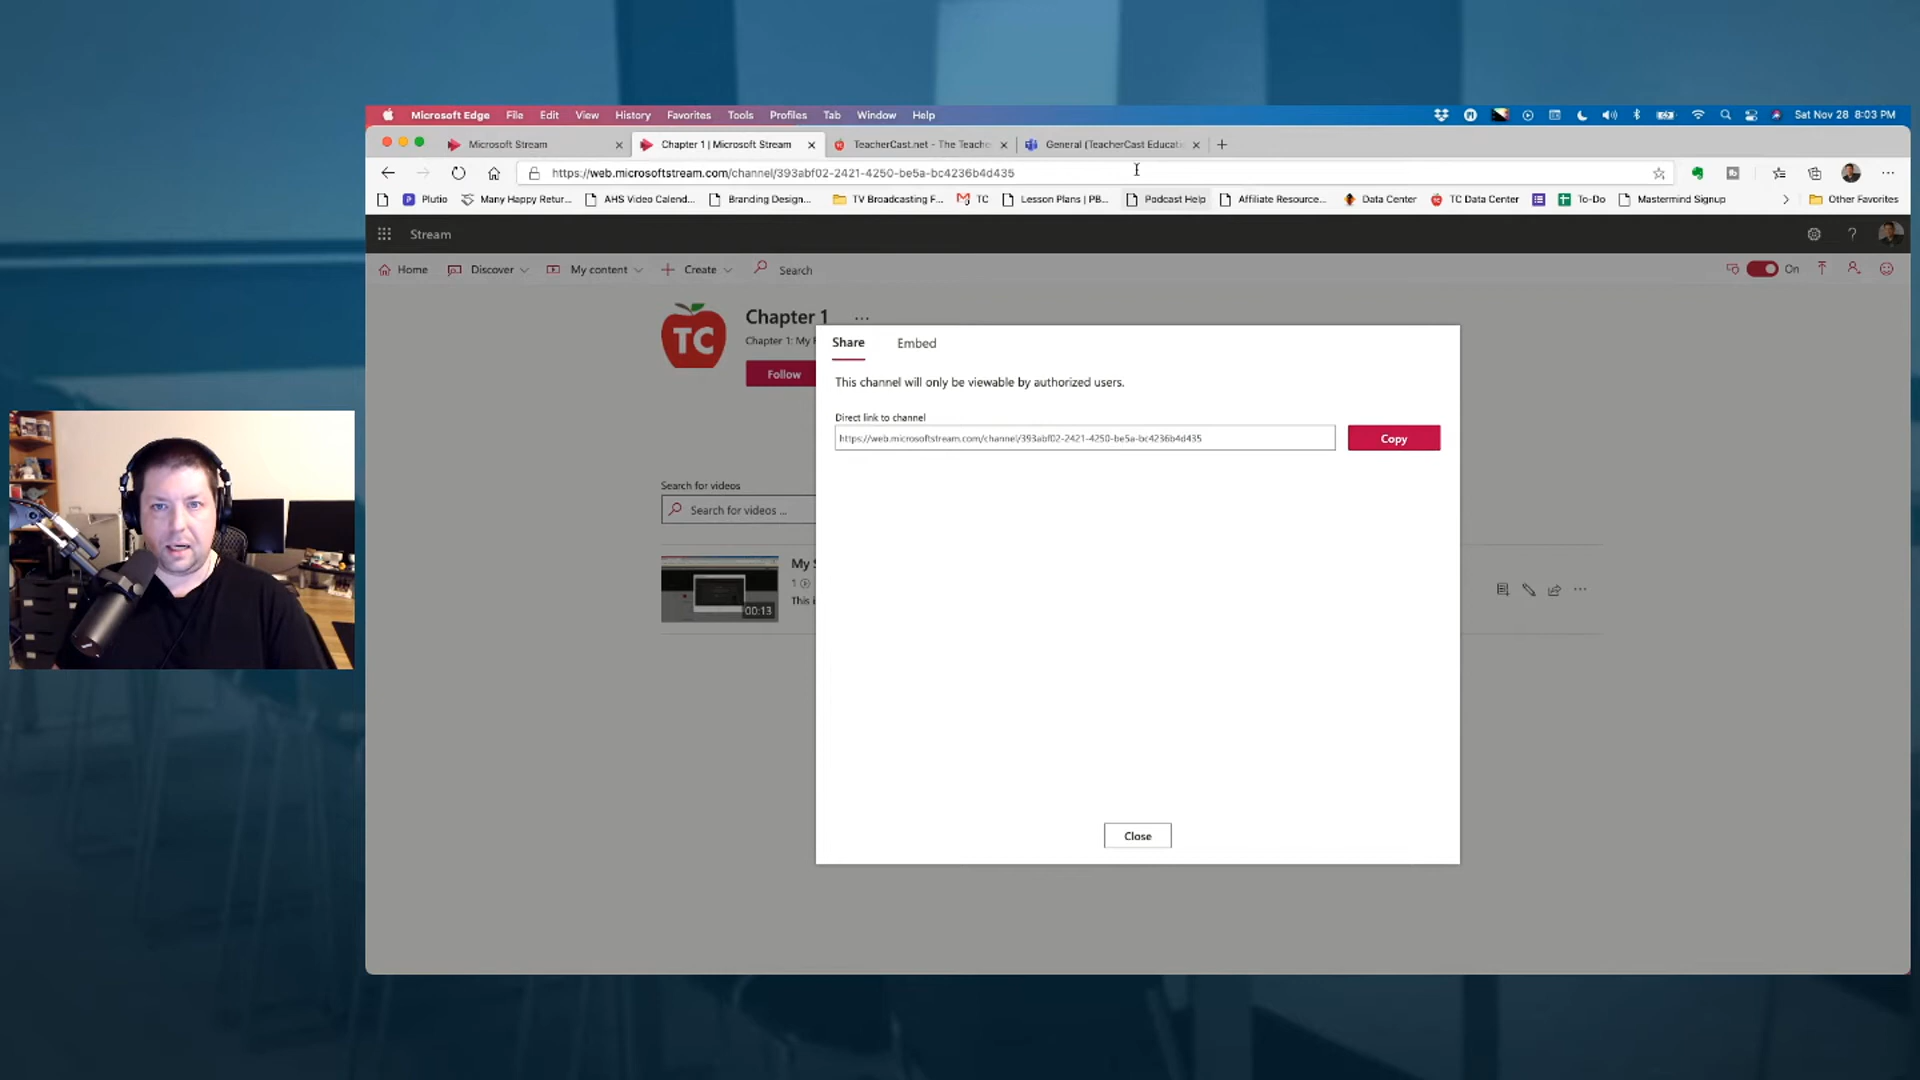 Microsoft Edge File Edit View History Favorites Tools Profiles Tab Window Help Sat Nov 28 8:03 PM
Microsoft Stream Chapter 1 | Microsoft Stream TeacherCast.net - The Teache General (TeacherCast Educat
https://web.microsoftstream.com/channel/393abf02-2421-4250-be5a-bc4236b4d435
Plutio Many Happy Retur... AHS Video Calend... Branding Design... TV Broadcasting F... TC Lesson Plans | PB... Podcast Help Affiliate Resource... Data Center TC Data Center To-Do Mastermind Signup Other Favorites
Stream ?
Home Discover My content Create Search On
TC
Chapter 1 ...
Chapter 1: My
Follow
Share Embed
This channel will only be viewable by authorized users.
Direct link to channel
https://web.microsoftstream.com/channel/393abf02-2421-4250-be5a-bc4236b4d435 Copy
Search for videos
Search for videos ...
My
1
00:13
This
Close